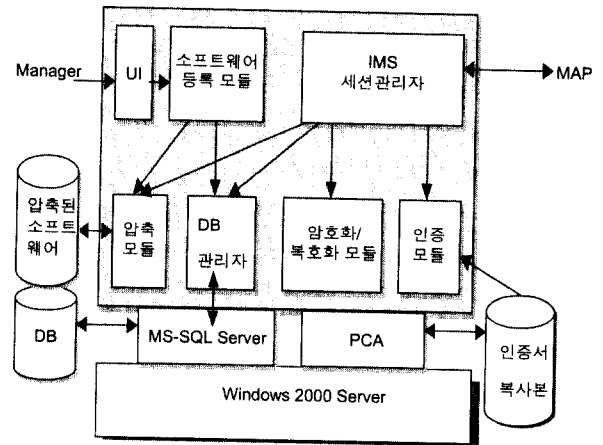 Manager
UI
소프트웨어
등록 모듈
IMS
세션관리자
MAP
압축된
소프트
웨어
압축
모듈
DB
관리자
암호화/
복호화 모듈
인증
모듈
DB
MS-SQL Server
PCA
인증서
복사본
Windows 2000 Server